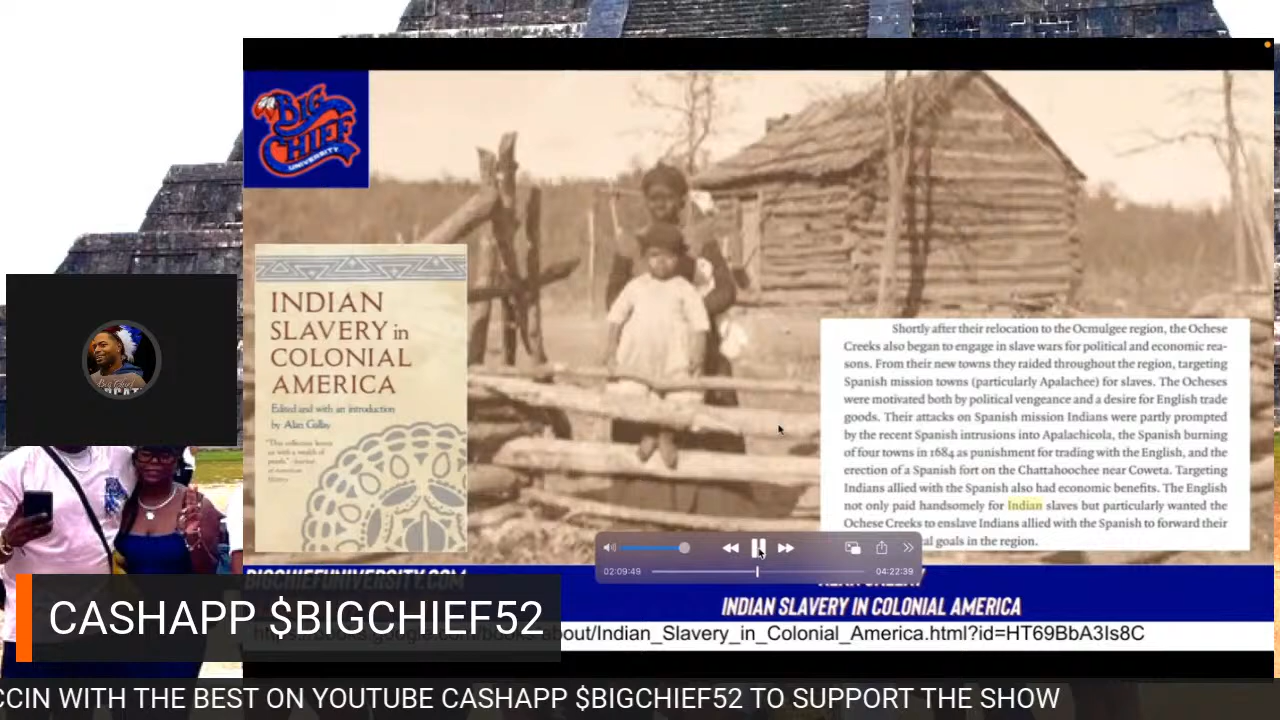 BIG
CHIEF
UNIVERSITY
INDIAN
SLAVERY in
COLONIAL
AMERICA
Edited and with an introduction
by Alan Gallay
Shortly after their relocation to the Ocmulgee region, the Ochese
Creeks also began to engage in slave wars for political and economic rea-
sons. From their new towns they raided throughout the region, targeting
Spanish mission towns (particularly Apalachee) for slaves. The Ocheses
were motivated both by political vengeance and a desire for English trade
goods. Their attacks on Spanish mission Indians were partly prompted
by the recent Spanish intrusions into Apalachicola, the Spanish burning
of four towns in 1684 as punishment for trading with the English, and the
erection of a Spanish fort on the Chattahoochee near Coweta. Targeting
Indians allied with the Spanish also had economic benefits. The English
not only paid handsomely for Indian slaves but particularly wanted the
Ochese Creeks to enslave Indians allied with the Spanish to forward their
al goals in the region.
02:09:49
04:22:39
BIGCHIEFUNIVERSITY.COM
INDIAN SLAVERY IN COLONIAL AMERICA
https://books.google.com/books/about/Indian_Slavery_in_Colonial_America.html?id=HT69BbA3Is8C
CASHAPP $BIGCHIEF52
CCIN WITH THE BEST ON YOUTUBE CASHAPP $BIGCHIEF52 TO SUPPORT THE SHOW